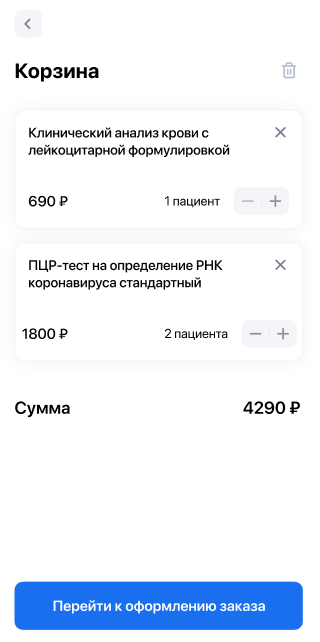 Корзина
Клинический анализ крови с
лейкоцитарной формулировкой
690 ₽
1 пациент
ПЦР-тест на определение РНК
коронавируса стандартный
1800 ₽
2 пациента
Сумма
4290 ₽
Перейти к оформлению заказа